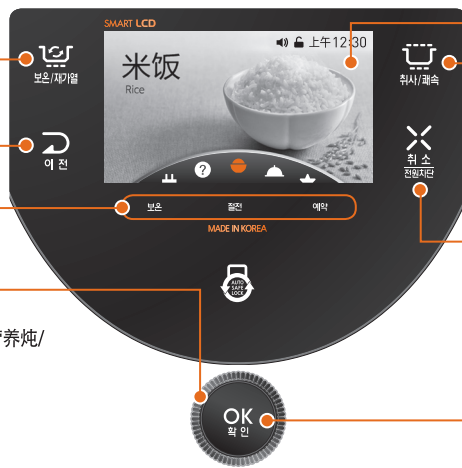 SMART LCD
上午12:30
米饭
Rice
?
보온/재가열
취사/쾌속
이 전
취 소
전원차단
보온 절전 예약
MADE IN KOREA
AUTO
SAFE
LOCK
养炖/
OK
확 인